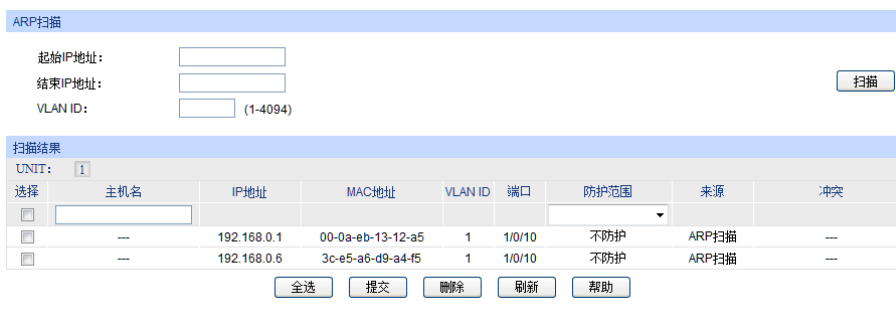 ARP扫描
起始IP地址：
结束IP地址： 扫描
VLAN ID： (1-4094)
扫描结果
UNIT： 1
选择 主机名 IP地址 MAC地址 VLAN ID 端口 防护范围 来源 冲突
--- 192.168.0.1 00-0a-eb-13-12-a5 1 1/0/10 不防护 ARP扫描 ---
--- 192.168.0.6 3c-e5-a6-d9-a4-f5 1 1/0/10 不防护 ARP扫描 ---
全选 提交 删除 刷新 帮助